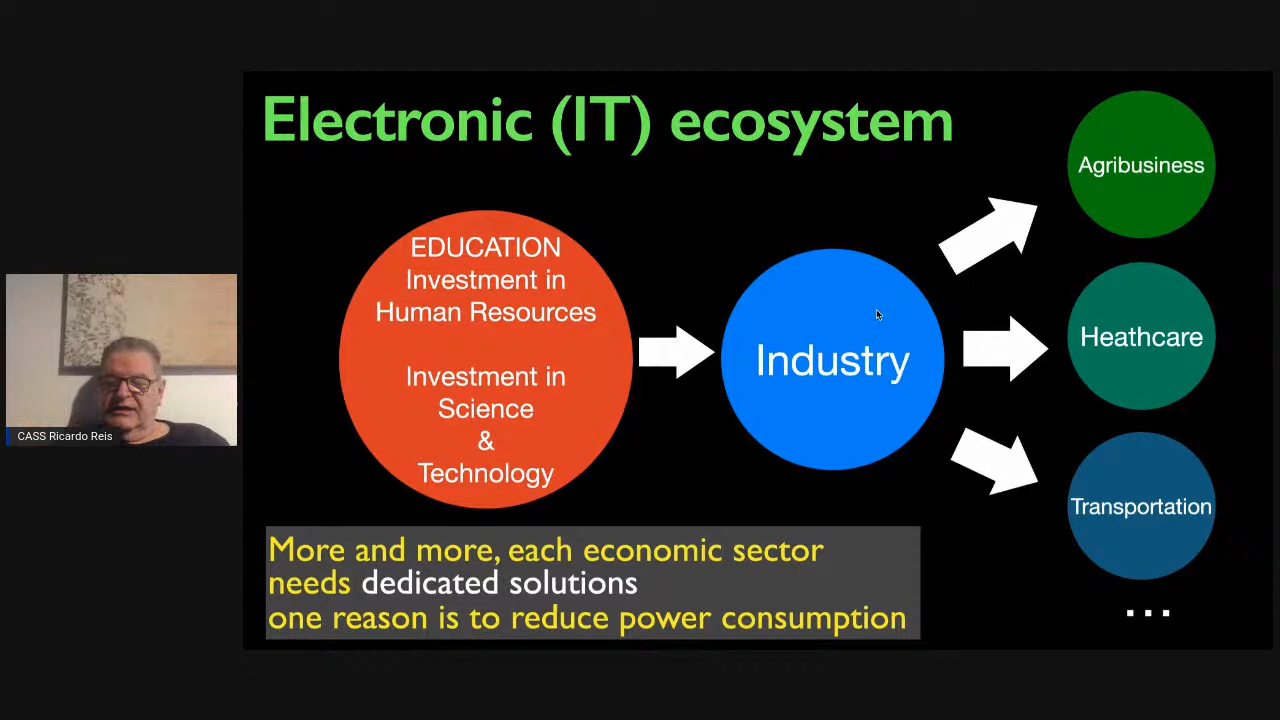 Electronic (IT) ecosystem
EDUCATION
Investment in
Human Resources
Investment in
Science
&
Technology
Industry
Agribusiness
Heathcare
Transportation
...
More and more, each economic sector
needs dedicated solutions
one reason is to reduce power consumption
CASS Ricardo Reis